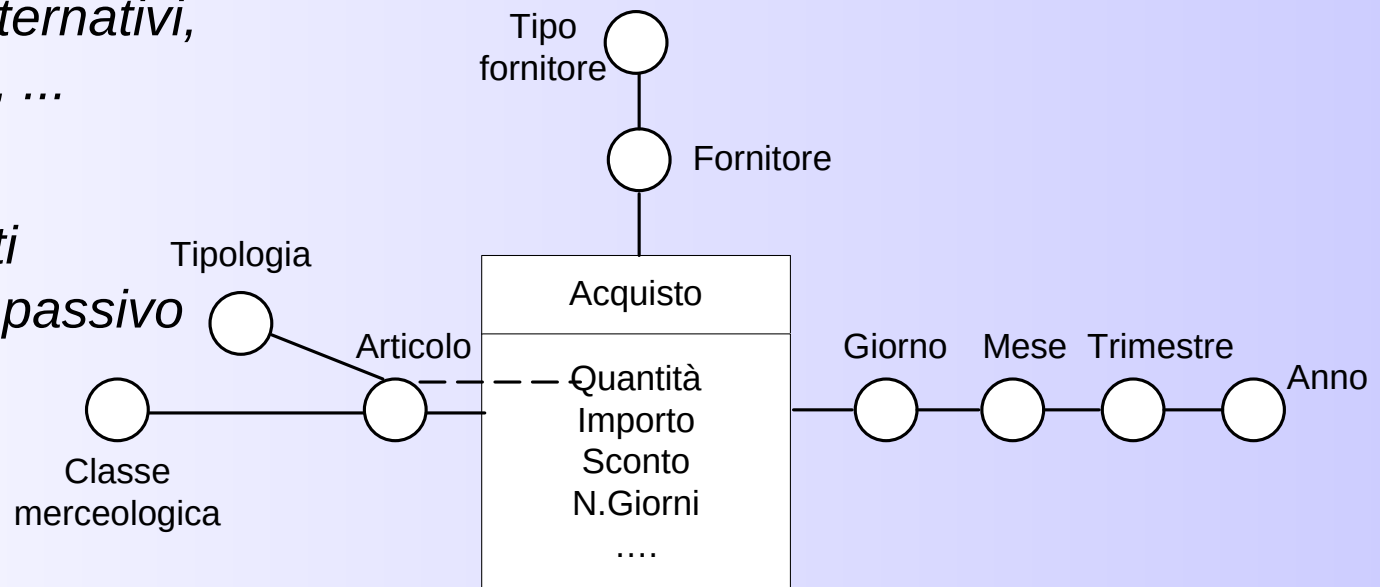 ternativi,
, ...
ti
passivo
Tipo
fornitore
Fornitore
Tipologia
Articolo
Classe
merceologica
Acquisto
Quantità
Importo
Sconto
N.Giorni
....
Giorno Mese Trimestre
Anno